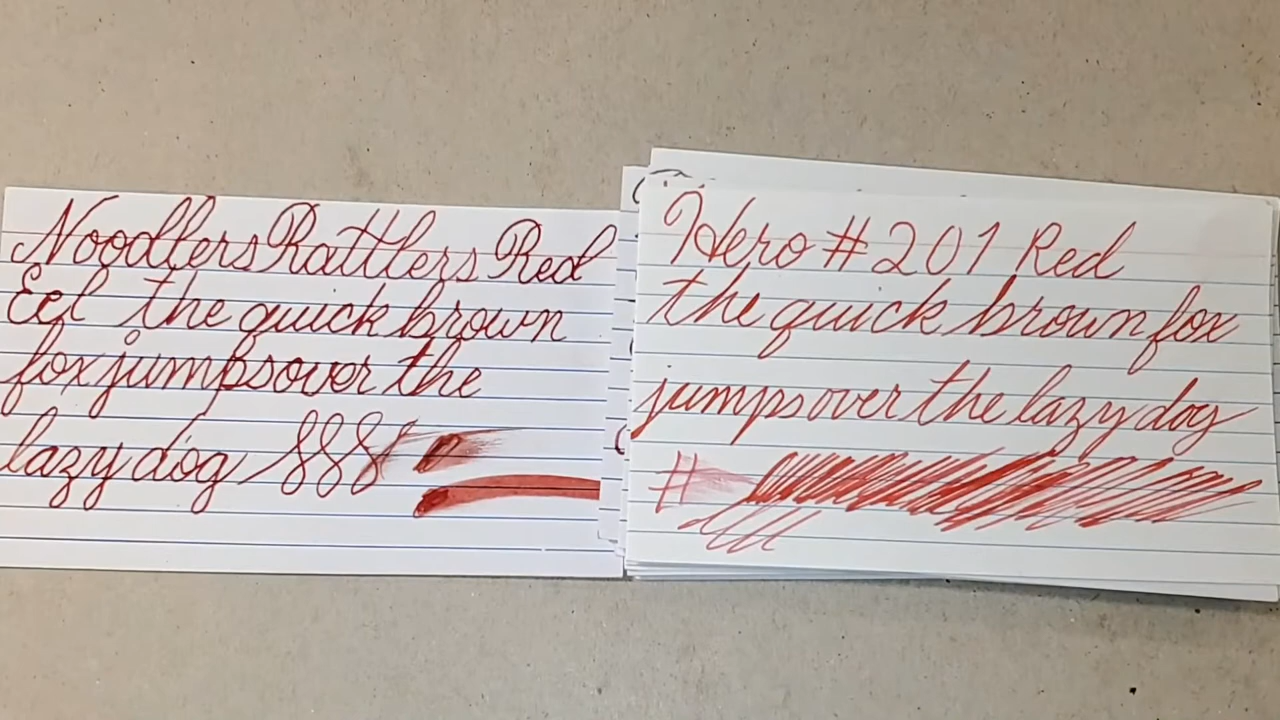 Noodlers Rattlers Red
Eel the quick brown
fox jumps over the
lazy dog
Hero # 201 Red
the quick brown fox
jumps over the lazy dog
#